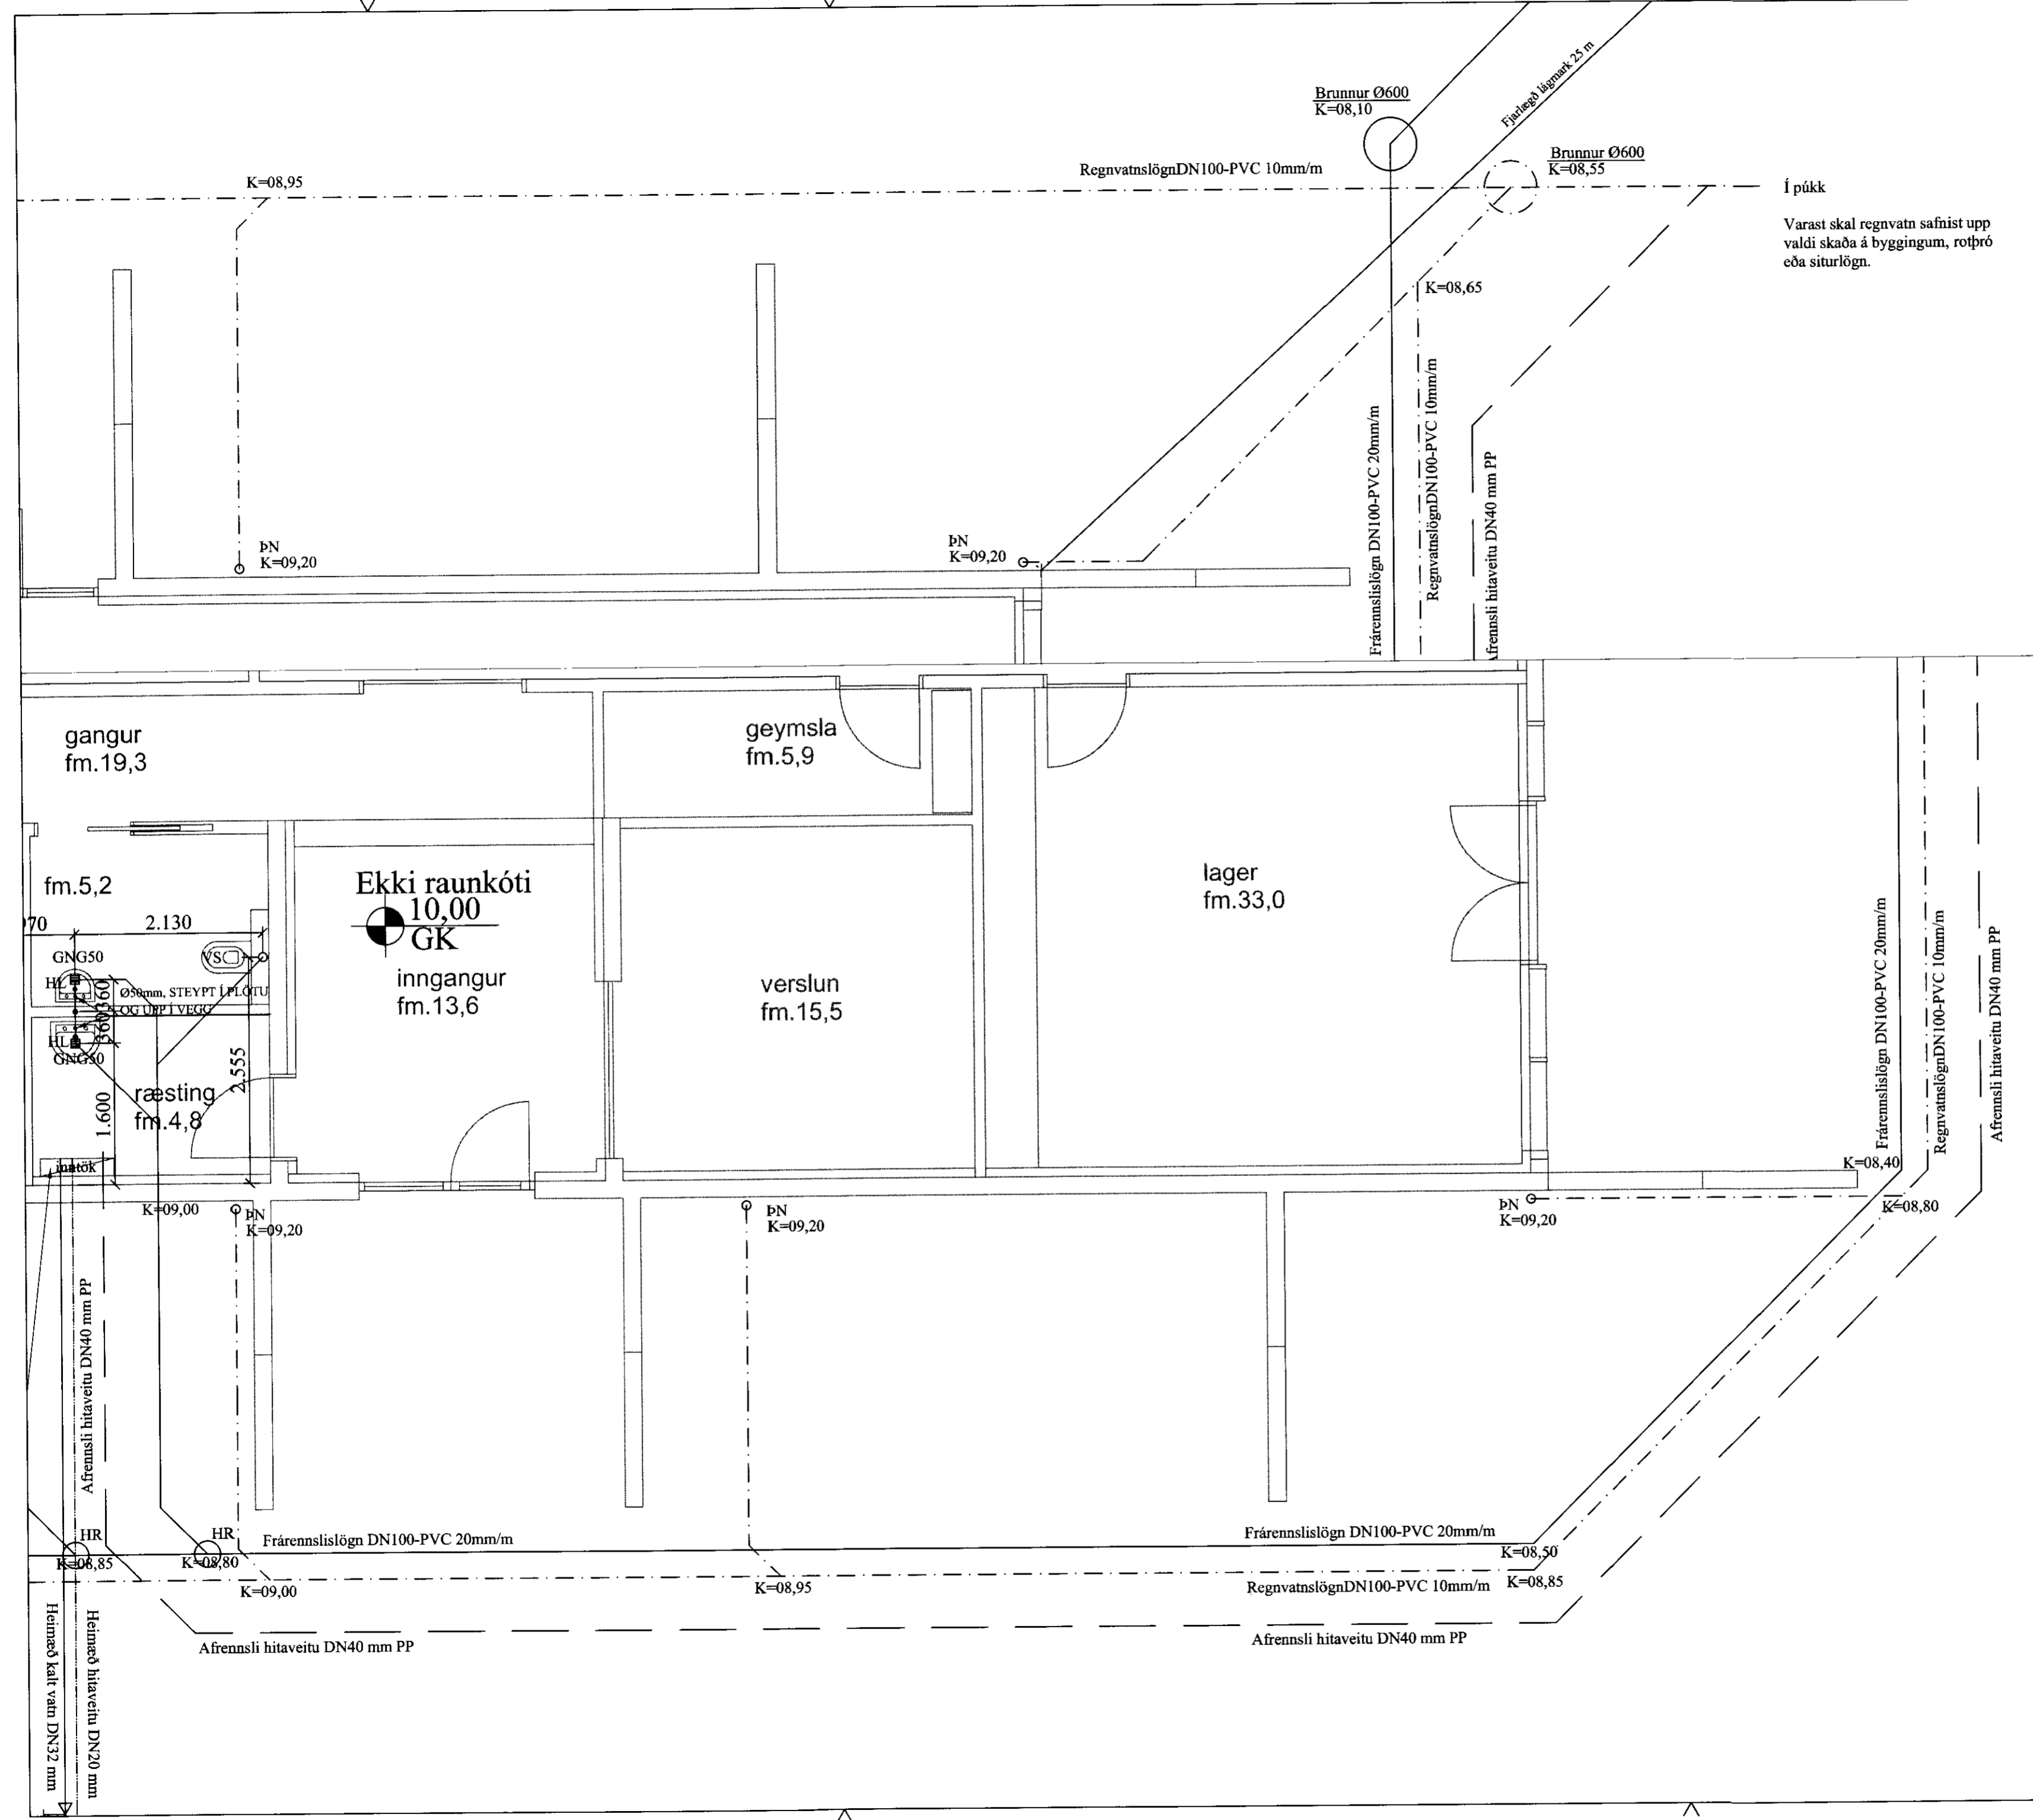 Brunnur Ø600
K=08,10
Fjarlægð lágmark 25 m
Brunnur Ø600
K=08,55
RegnvatnslögnDN100-PVC 10mm/m
K=08,95
Í púkk
Varast skal regnvatn safnist upp
valdi skaða á byggingum, rotþró
eða siturlögn.
K=08,65
Frárennslislögn DN100-PVC 20mm/m
RegnvatnslögnDN100-PVC 10mm/m
Afrennsli hitaveitu DN40 mm PP
ÞN
K=09,20
ÞN
K=09,20
gangur
fm.19,3
geymsla
fm.5,9
fm.5,2
lager
fm.33,0
Ekki raunkóti
10,00
GK
inngangur
fm.13,6
verslun
fm.15,5
70
2.130
GNG50
VS
HL
Ø50mm, STEYPT Í PLÖTU
OG UPP Í VEGG
360
360
HL
GNG50
2.555
1.600
ræsting
fm.4,8
inntök
Frárennslislögn DN100-PVC 20mm/m
RegnvatnslögnDN100-PVC 10mm/m
Afrennsli hitaveitu DN40 mm PP
K=08,40
K=08,80
K=09,00
ÞN
K=09,20
ÞN
K=09,20
ÞN
K=09,20
Afrennsli hitaveitu DN40 mm PP
HR
K=08,85
HR
K=08,80
Frárennslislögn DN100-PVC 20mm/m
Frárennslislögn DN100-PVC 20mm/m
K=08,50
K=09,00
K=08,95
RegnvatnslögnDN100-PVC 10mm/m
K=08,85
Afrennsli hitaveitu DN40 mm PP
Afrennsli hitaveitu DN40 mm PP
Heimæð kalt vatn DN32 mm
Heimæð hitaveitu DN20 mm